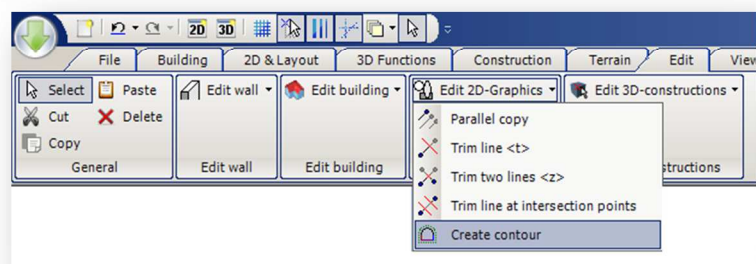 2D 3D
File Building 2D & Layout 3D Functions Construction Terrain Edit View
Select Paste Edit wall Edit building Edit 2D-Graphics Edit 3D-constructions
Cut Delete
Copy
General Edit wall Edit building structions
Parallel copy
Trim line <t>
Trim two lines <z>
Trim line at intersection points
Create contour